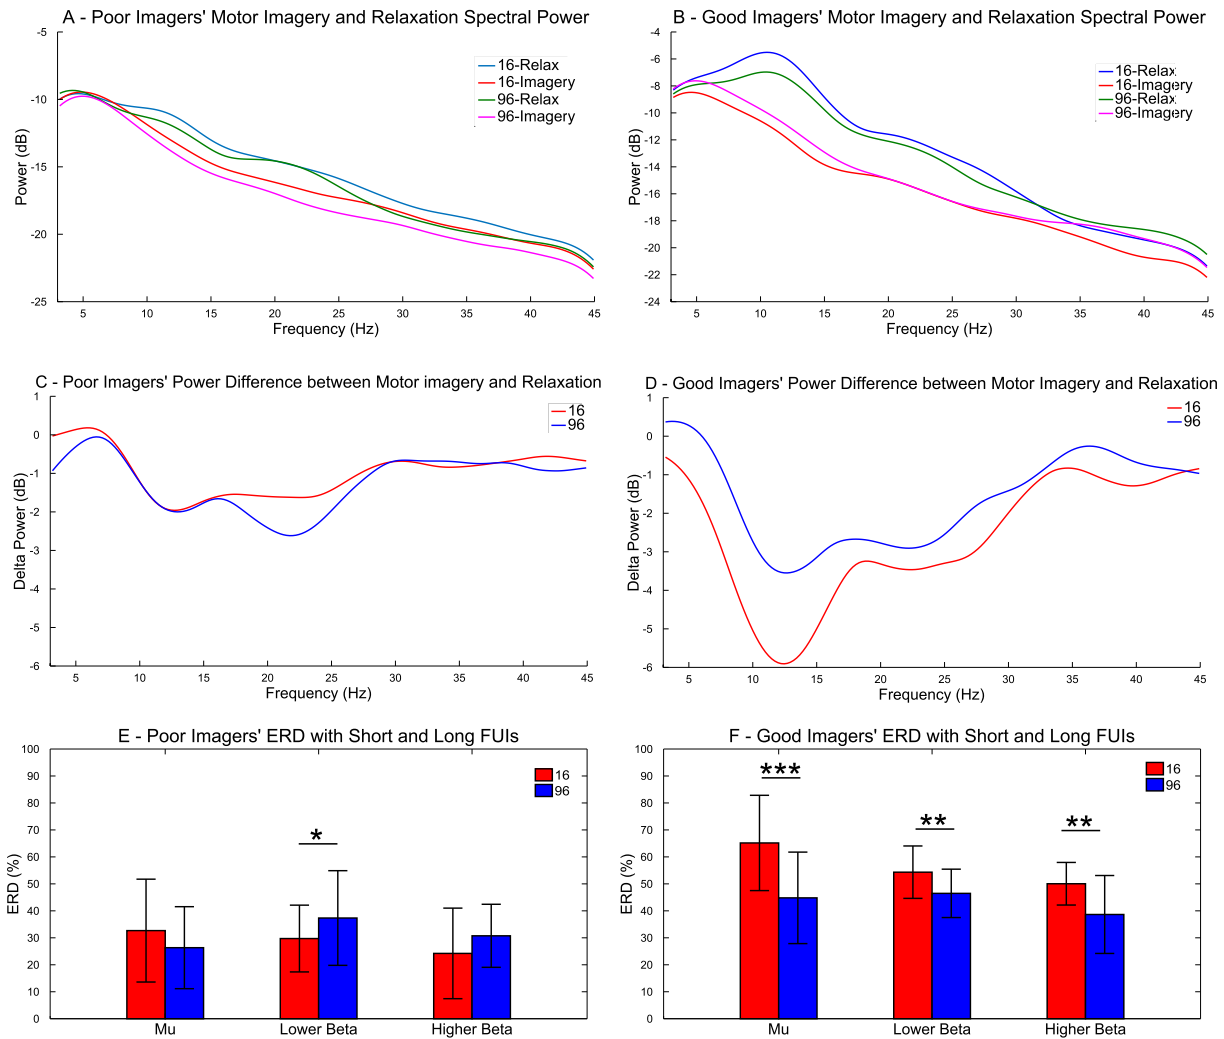 A - Poor Imagers' Motor Imagery and Relaxation Spectral Power
-5
-10
-15
-20
-25
Power (dB)
16-Relax
16-Imagery
96-Relax
96-Imagery
5 10 15 20 25 30 35 40 45
Frequency (Hz)
B - Good Imagers' Motor Imagery and Relaxation Spectral Power
-4
-6
-8
-10
-12
-14
-16
-18
-20
-22
-24
Power (dB)
16-Relax
16-Imagery
96-Relax
96-Imagery
5 10 15 20 25 30 35 40 45
Frequency (Hz)
C - Poor Imagers' Power Difference between Motor imagery and Relaxation
1
0
-1
-2
-3
-4
-5
-6
Delta Power (dB)
16
96
5 10 15 20 25 30 35 40 45
Frequency (Hz)
D - Good Imagers' Power Difference between Motor Imagery and Relaxation
1
0
-1
-2
-3
-4
-5
-6
Delta Power (dB)
16
96
5 10 15 20 25 30 35 40 45
Frequency (Hz)
E - Poor Imagers' ERD with Short and Long FUIs
100
90
80
70
60
50
40
30
20
10
0
ERD (%)
16
96
*
Mu Lower Beta Higher Beta
F - Good Imagers' ERD with Short and Long FUIs
100
90
80
70
60
50
40
30
20
10
0
ERD (%)
16
96
***
**
**
Mu Lower Beta Higher Beta